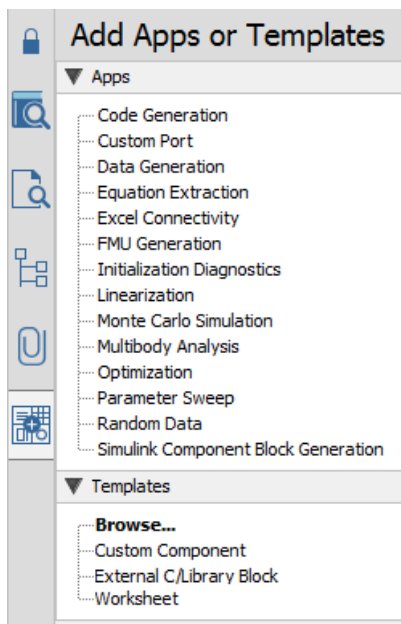 Add Apps or Templates
Apps
Code Generation
Custom Port
Data Generation
Equation Extraction
Excel Connectivity
FMU Generation
Initialization Diagnostics
Linearization
Monte Carlo Simulation
Multibody Analysis
Optimization
Parameter Sweep
Random Data
Simulink Component Block Generation
Templates
Browse...
Custom Component
External C/Library Block
Worksheet